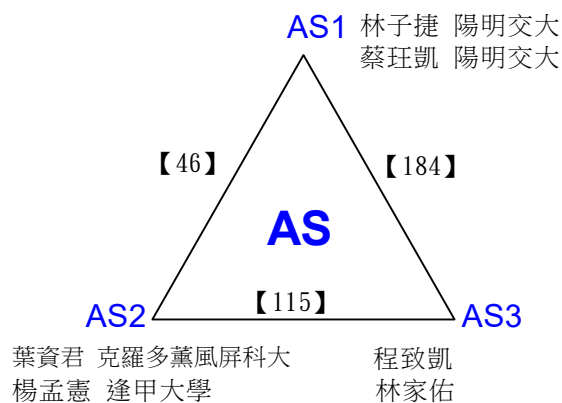 AS1 林子捷 陽明交大
蔡玨凱 陽明交大
【46】 【184】
AS
【115】
AS2 AS3
葉資君 克羅多薰風屏科大 程致凱
楊孟憲 逢甲大學 林家佑